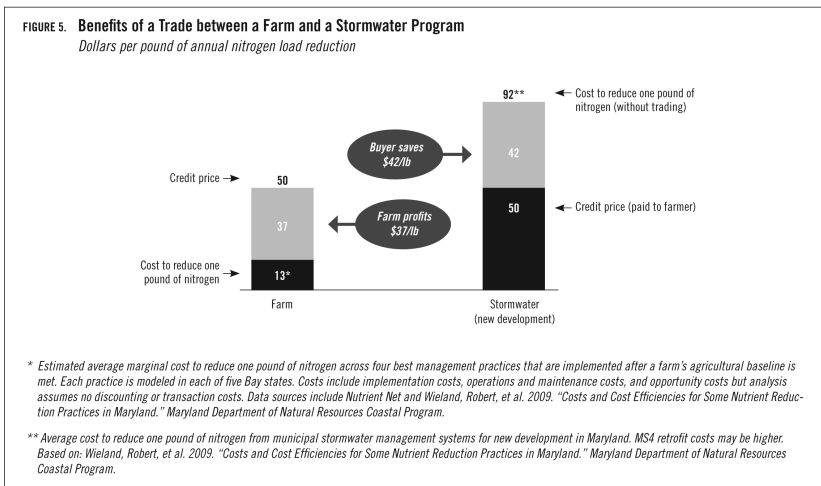 FIGURE 5. Benefits of a Trade between a Farm and a Stormwater Program
Dollars per pound of annual nitrogen load reduction
92**
Cost to reduce one pound of
nitrogen (without trading)
Buyer saves
$42/lb
42
Credit price
50
50
Credit price (paid to farmer)
37
Farm profits
$37/lb
Cost to reduce one
pound of nitrogen
13*
Farm
Stormwater
(new development)
* Estimated average marginal cost to reduce one pound of nitrogen across four best management practices that are implemented after a farm's agricultural baseline is
met. Each practice is modeled in each of five Bay states. Costs include implementation costs, operations and maintenance costs, and opportunity costs but analysis
assumes no discounting or transaction costs. Data sources include Nutrient Net and Wieland, Robert, et al. 2009. “Costs and Cost Efficiencies for Some Nutrient Reduc-
tion Practices in Maryland.” Maryland Department of Natural Resources Coastal Program.
** Average cost to reduce one pound of nitrogen from municipal stormwater management systems for new development in Maryland. MS4 retrofit costs may be higher.
Based on: Wieland, Robert, et al. 2009. “Costs and Cost Efficiencies for Some Nutrient Reduction Practices in Maryland.” Maryland Department of Natural Resources
Coastal Program.